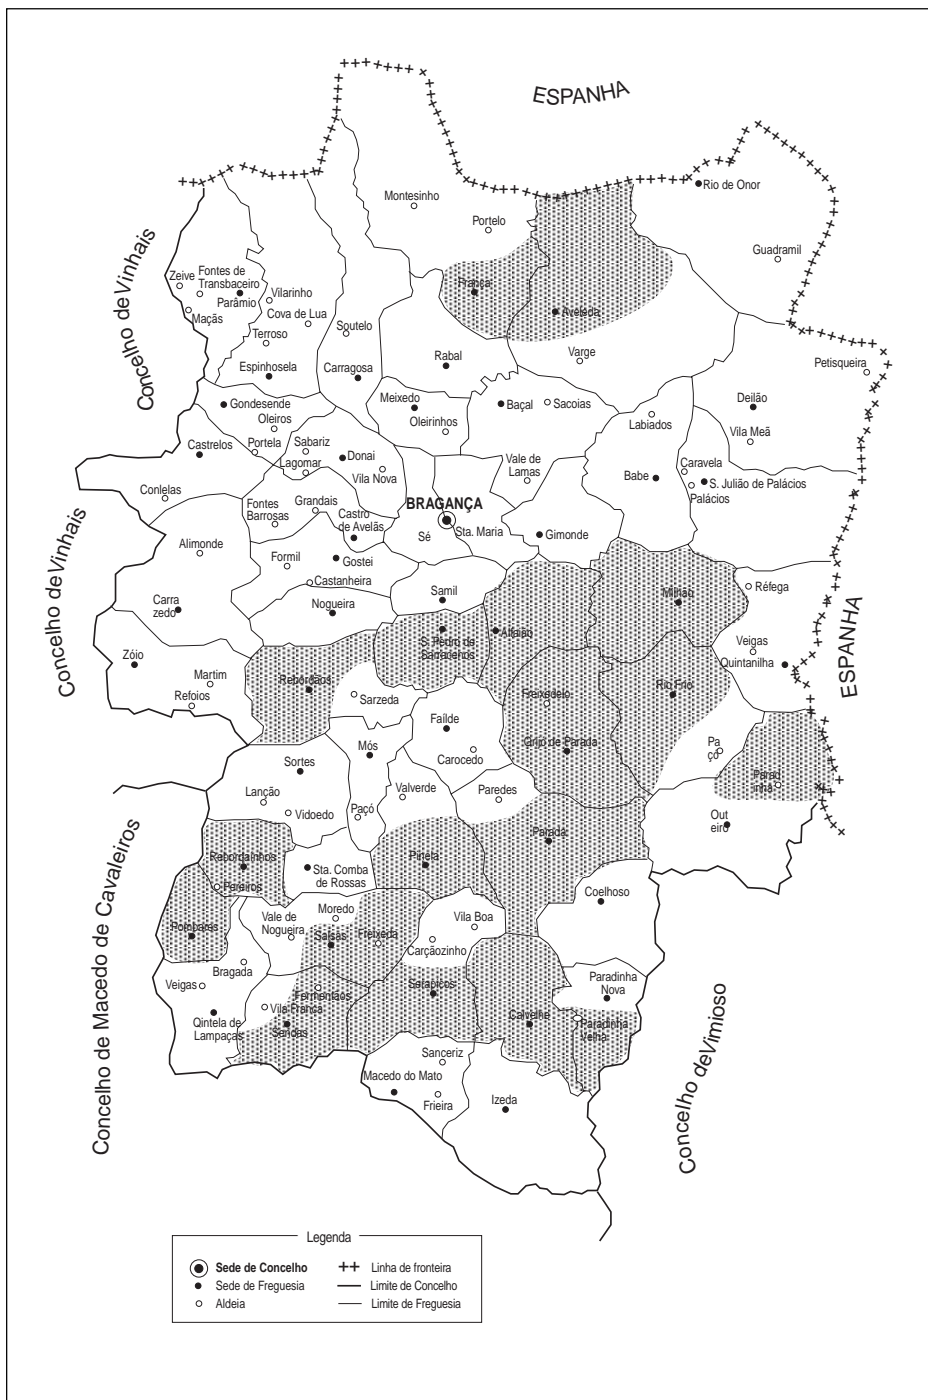 ESPANHA
Rio de Onor
Montesinho
Portelo
Guadramil
Concelho de Vinhais
Zeive
Fontes de
Transbaceiro
Parâmio
Vilarinho
Maçãs
Cova de Lua
França
Aveleda
Terroso
Soutelo
Espinhosela
Carragosa
Rabal
Varge
Petisqueira
Gondesende
Oleiros
Meixedo
Oleirinhos
Baçal
Sacoias
Labiados
Deilão
Vila Meã
Castrelos
Portela
Sabariz
Lagomar
Donai
Vila Nova
Vale de
Lamas
Babe
Caravela
S. Julião de Palácios
Palácios
Conlelas
Fontes
Barrosas
Grandais
Castro
de Avelãs
BRAGANÇA
Sé
Sta. Maria
Gimonde
Concelho de Vinhais
Alimonde
Formil
Gostei
Castanheira
Nogueira
Samil
Milhão
Réfega
ESPANHA
Carra
zedo
S. Pedro de
Sarracenos
Alfaião
Veigas
Quintanilha
Zóio
Martim
Refoios
Rebordãos
Sarzeda
Freixedelo
Rio Frio
Faílde
Carocedo
Grijó de Parada
Pa
çó
Mós
Sortes
Parad
inha
Lanção
Vidoedo
Paçó
Valverde
Paredes
Out
eiro
Concelho de Macedo de Cavaleiros
Rebordaínhos
Pereiros
Sta. Comba
de Rossas
Pinela
Parada
Coelhoso
Pombares
Vale de
Nogueira
Moredo
Salsas
Freixeda
Vila Boa
Carçãozinho
Bragada
Veigas
Fermentãos
Serapicos
Paradinha
Nova
Qintela de
Lampaças
Vila Franca
Sendas
Calvelhe
Paradinha
Velha
Concelho de Vimioso
Sanceriz
Macedo do Mato
Frieira
Izeda
Legenda
Sede de Concelho
Linha de fronteira
Sede de Freguesia
Limite de Concelho
Aldeia
Limite de Freguesia